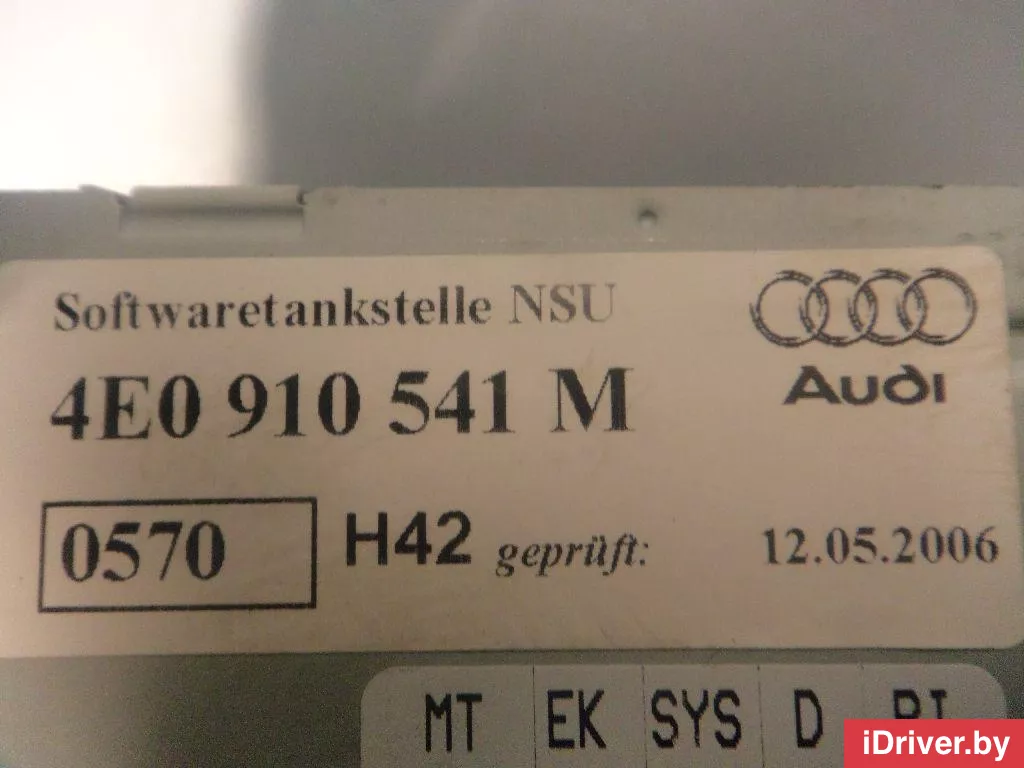 Softwaretankstelle NSU
Audi
4E0 910 541 M
0570 H42 geprüft: 12.05.2006
MT EK SYS D
iDriver.by